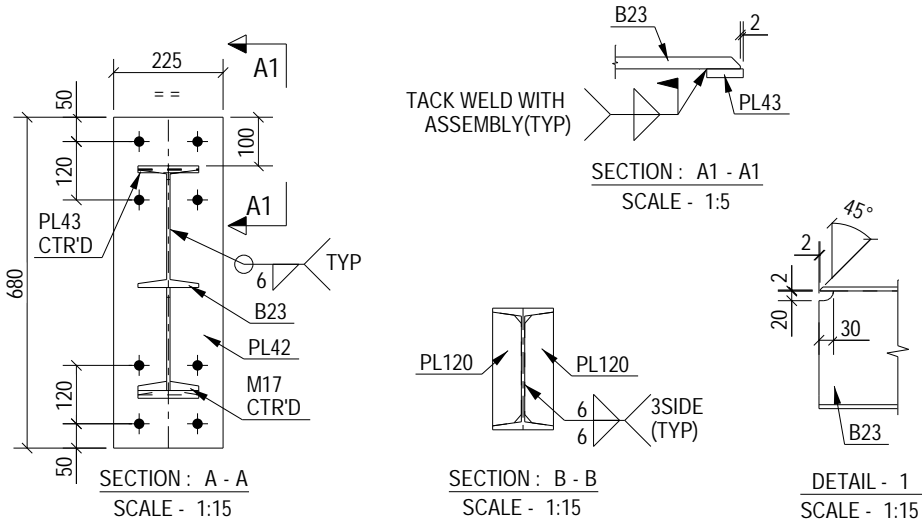 225
= =
A1
50
120
100
680
PL43
CTR'D
A1
6
TYP
B23
PL42
M17
CTR'D
120
50
SECTION : A - A
SCALE - 1:15
B23
2
TACK WELD WITH
ASSEMBLY(TYP)
PL43
SECTION : A1 - A1
SCALE - 1:5
PL120
PL120
6
6
3SIDE
(TYP)
SECTION : B - B
SCALE - 1:15
45°
2
2
20
30
B23
DETAIL - 1
SCALE - 1:15